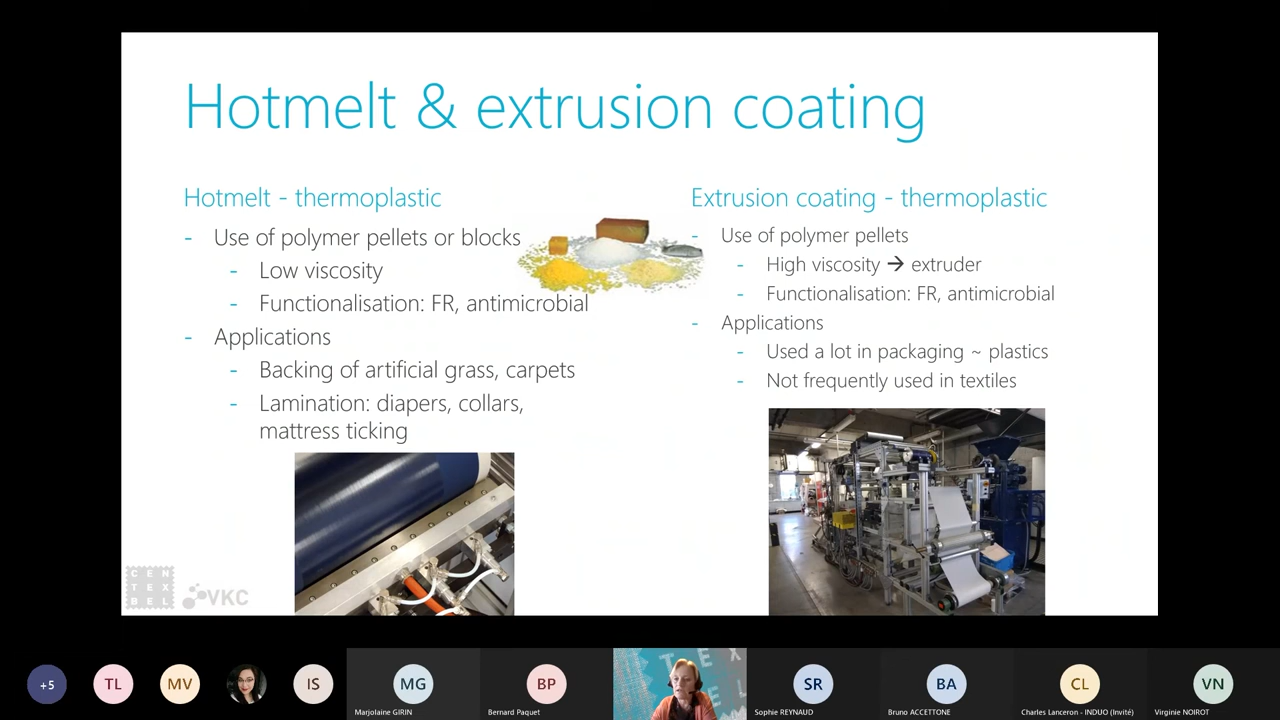 Hotmelt & extrusion coating
Hotmelt - thermoplastic
- Use of polymer pellets or blocks
- Low viscosity
- Functionalisation: FR, antimicrobial
- Applications
- Backing of artificial grass, carpets
- Lamination: diapers, collars,
mattress ticking
Extrusion coating - thermoplastic
- Use of polymer pellets
- High viscosity → extruder
- Functionalisation: FR, antimicrobial
- Applications
- Used a lot in packaging ~ plastics
- Not frequently used in textiles
CEN
TEX
BEL
VKC
+5
TL
MV
IS
MG
Marjolaine GIRIN
BP
Bernard Paquet
SR
Sophie REYNAUD
BA
Bruno ACCETTONE
CL
Charles Lanceron - INDUO (Invité)
VN
Virginie NOIROT